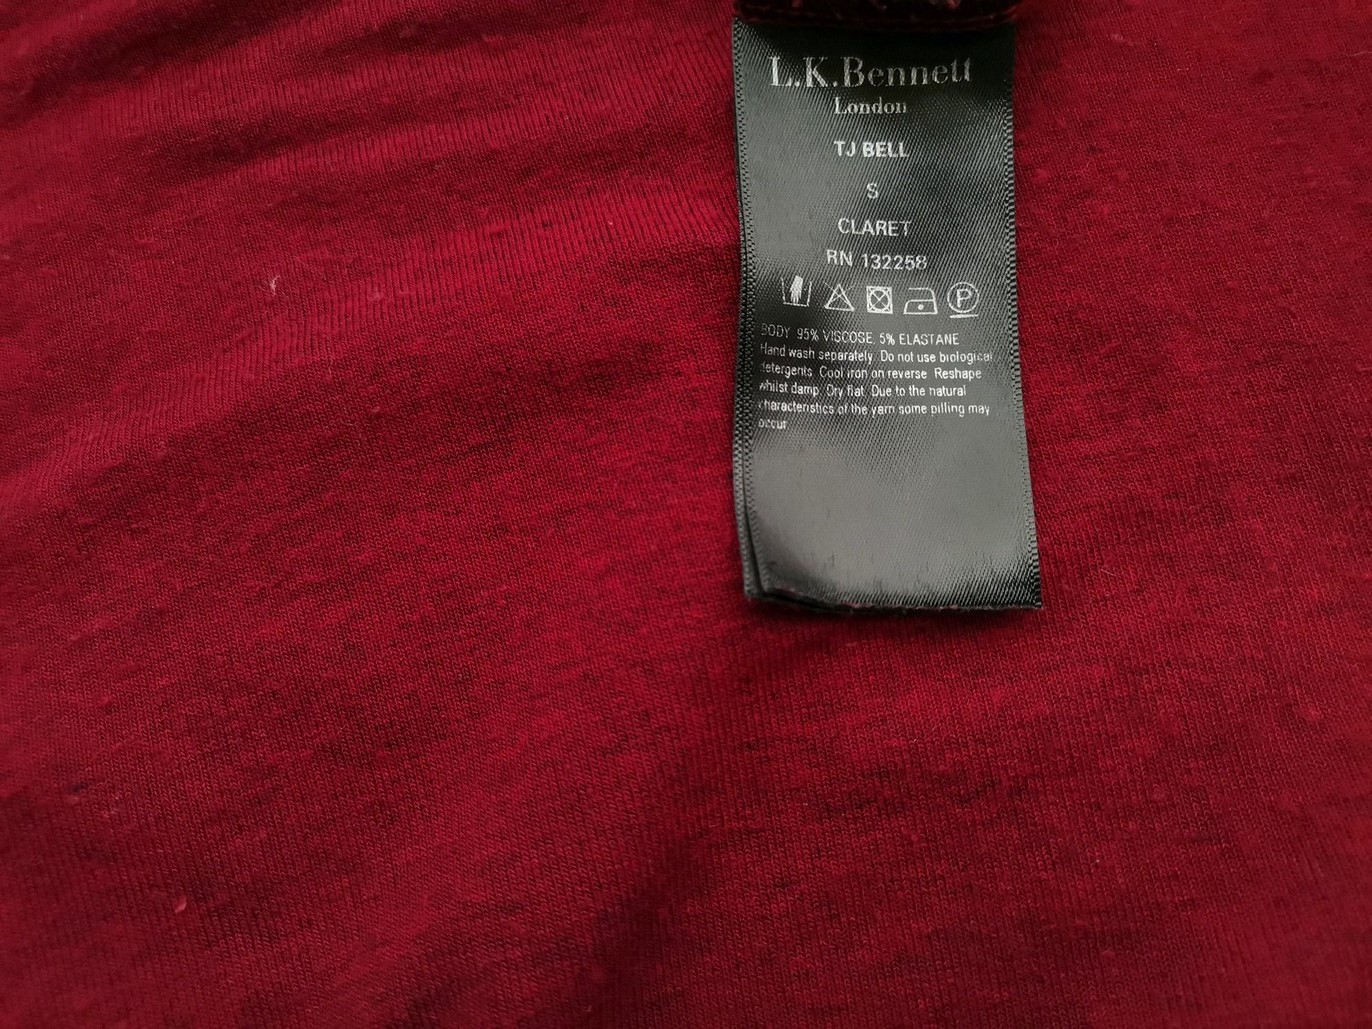 L.K.Bennett
London
TJ BELL
S
CLARET
RN 132258
P
BODY 95% VISCOSE 5% ELASTANE
Hand wash separately. Do not use biological
detergents. Cool iron on reverse. Reshape
whilst damp. Dry flat. Due to the natural
characteristics of the yarn some pilling may
occur